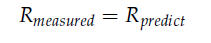 R_measured = R_predict